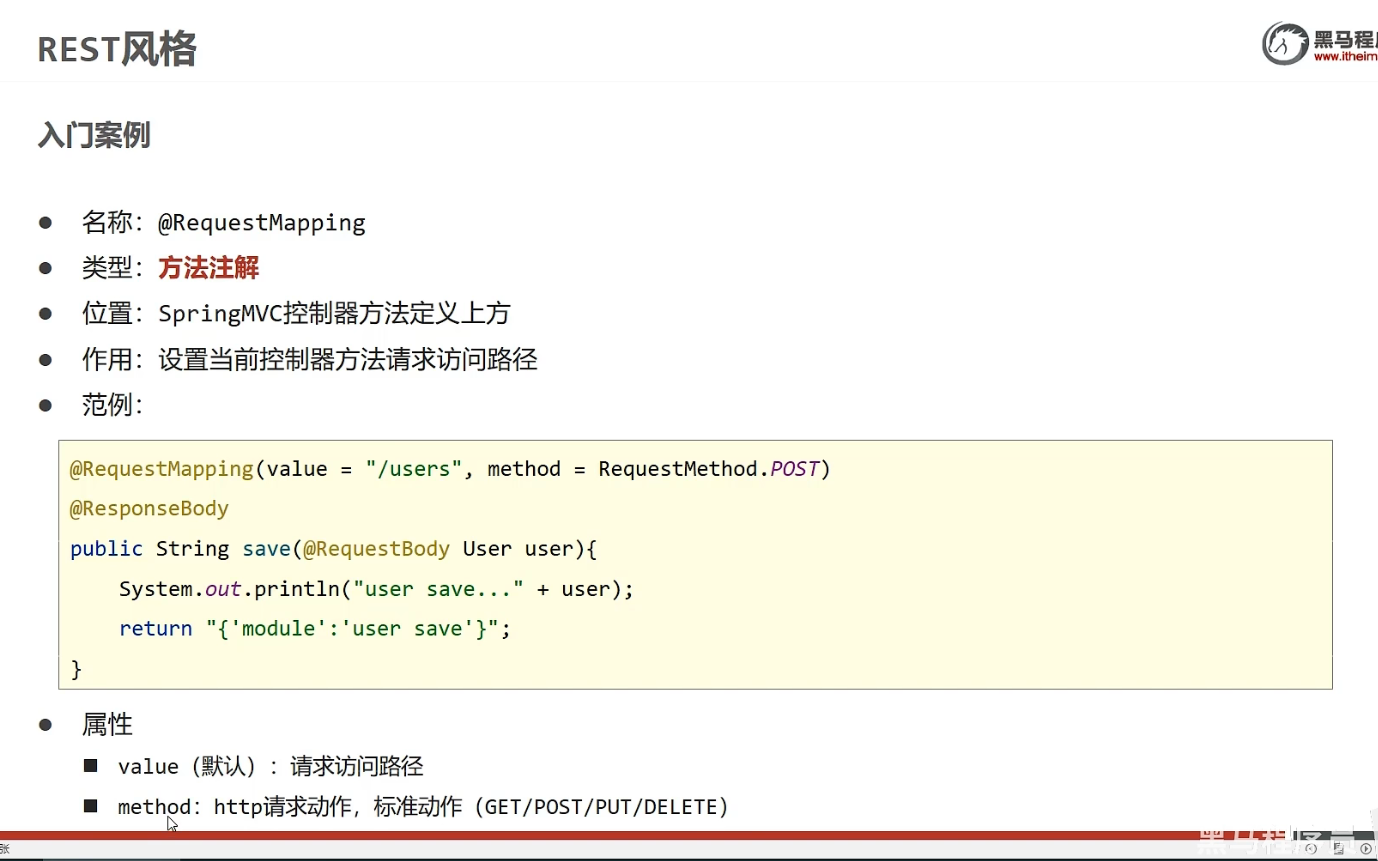 REST风格
黑马程
www.itheim
入门案例
● 名称：@RequestMapping
● 类型：方法注解
● 位置：SpringMVC控制器方法定义上方
● 作用：设置当前控制器方法请求访问路径
● 范例：
@RequestMapping(value = "/users", method = RequestMethod.POST)
@ResponseBody
public String save(@RequestBody User user){
    System.out.println("user save..." + user);
    return "{'module':'user save'}";
}
● 属性
■ value（默认）：请求访问路径
■ method：http请求动作，标准动作（GET/POST/PUT/DELETE）
黑马程序员
张